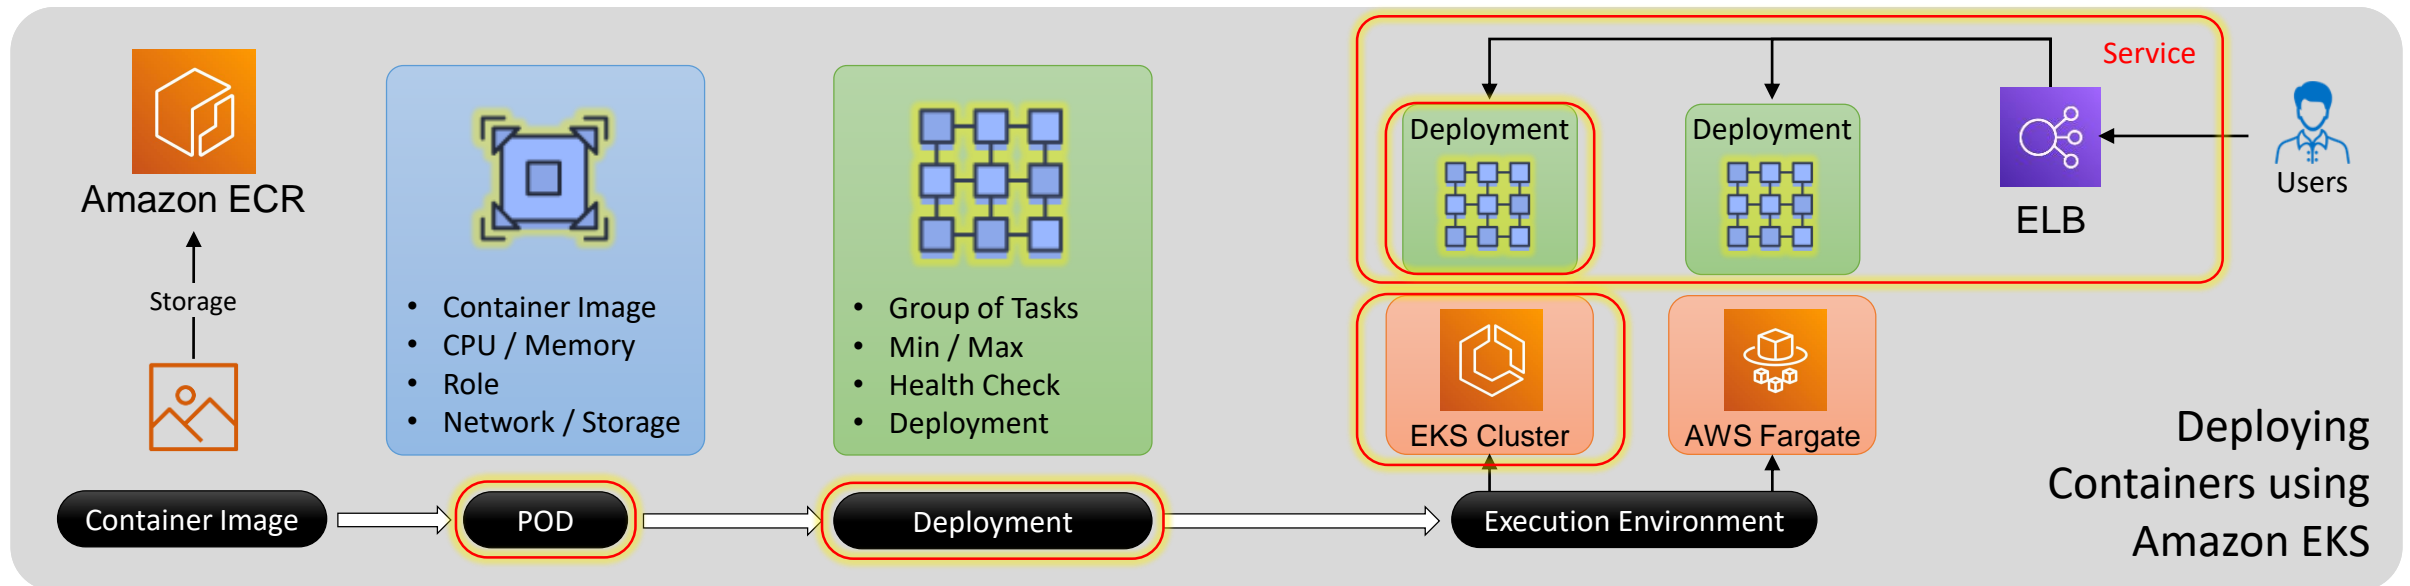 Amazon ECR
Storage
• Container Image
• CPU / Memory
• Role
• Network / Storage
• Group of Tasks
• Min / Max
• Health Check
• Deployment
Service
Deployment
Deployment
ELB
Users
EKS Cluster
AWS Fargate
Container Image
POD
Deployment
Execution Environment
Deploying
Containers using
Amazon EKS